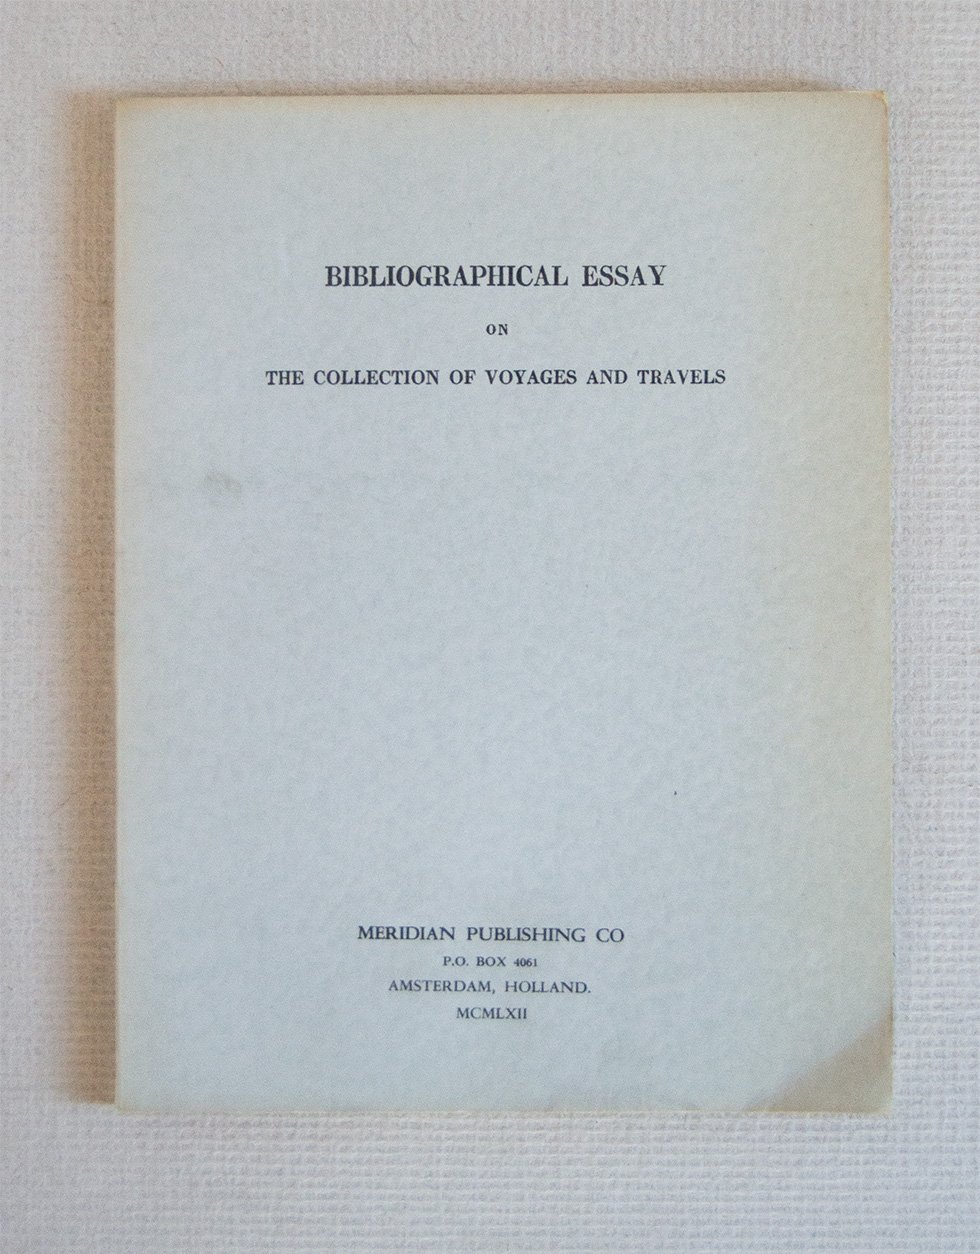 BIBLIOGRAPHICAL ESSAY
ON
THE COLLECTION OF VOYAGES AND TRAVELS
MERIDIAN PUBLISHING CO
P.O. BOX 4061
AMSTERDAM, HOLLAND.
MCMLXII